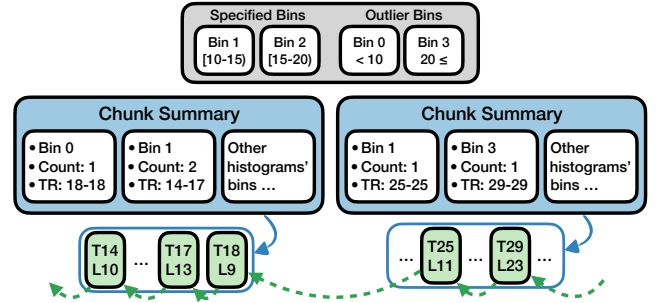 Specified Bins
Outlier Bins
Bin 1
[10-15)
Bin 2
[15-20)
Bin 0
< 10
Bin 3
20 ≤
Chunk Summary
• Bin 0
• Count: 1
• TR: 18-18
• Bin 1
• Count: 2
• TR: 14-17
Other
histograms'
bins ...
Chunk Summary
• Bin 1
• Count: 1
• TR: 25-25
• Bin 3
• Count: 1
• TR: 29-29
Other
histograms'
bins ...
T14
L10
...
T17
L13
T18
L9
...
T25
L11
...
T29
L23
...